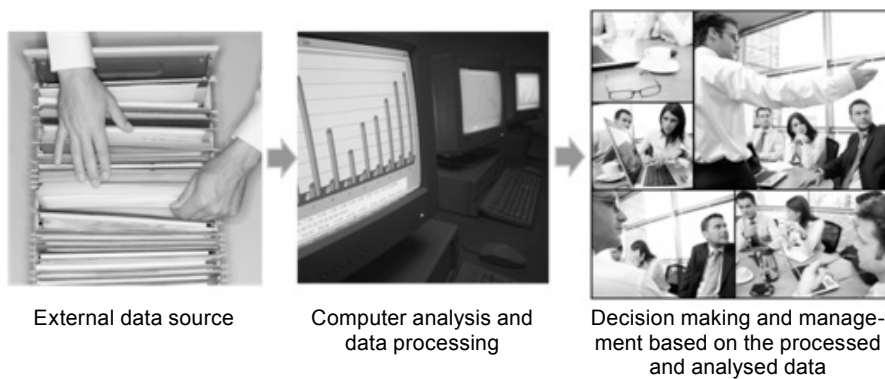 External data source
Computer analysis and
data processing
Decision making and manage-
ment based on the processed
and analysed data